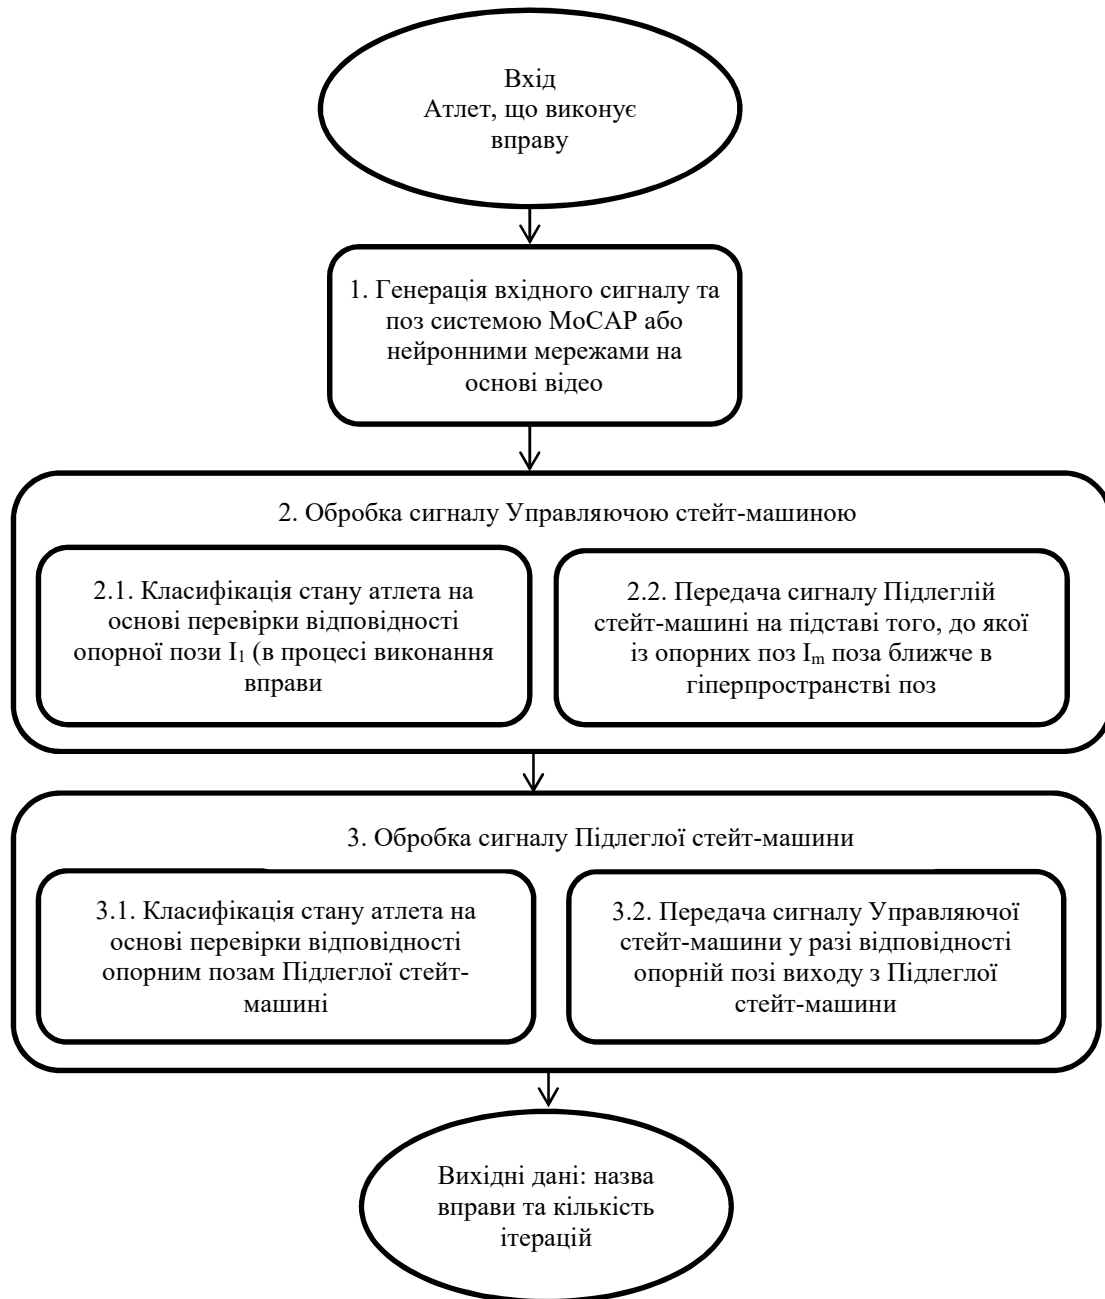 Вхід
Атлет, що виконує
вправу
1. Генерація вхідного сигналу та
поз системою МоСАР або
нейронними мережами на
основі відео
2. Обробка сигналу Управляючою стейт-машиною
2.1. Класифікація стану атлета на
основі перевірки відповідності
опорної пози I₁ (в процесі виконання
вправи
2.2. Передача сигналу Підлеглій
стейт-машині на підставі того, до якої
із опорних поз Iₘ поза ближче в
гіперпросторі поз
3. Обробка сигналу Підлеглої стейт-машини
3.1. Класифікація стану атлета на
основі перевірки відповідності
опорним позам Підлеглої стейт-
машині
3.2. Передача сигналу Управляючої
стейт-машини у разі відповідності
опорній позі виходу з Підлеглої
стейт-машини
Вихідні дані: назва
вправи та кількість
ітерацій